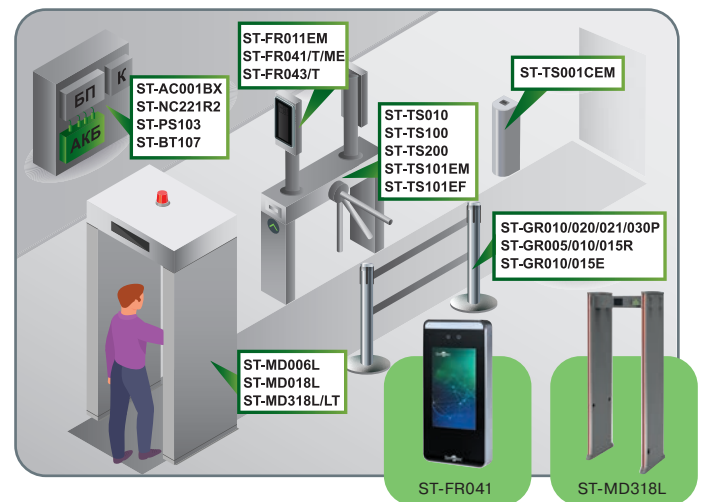 ST-FR011EM
ST-FR041/T/ME
ST-FR043/T
ST-TS001CEM
БП
К
АКБ
ST-AC001BX
ST-NC221R2
ST-PS103
ST-BT107
ST-TS010
ST-TS100
ST-TS200
ST-TS101EM
ST-TS101EF
ST-GR010/020/021/030P
ST-GR005/010/015R
ST-GR010/015E
ST-MD006L
ST-MD018L
ST-MD318L/LT
ST-FR041
ST-MD318L